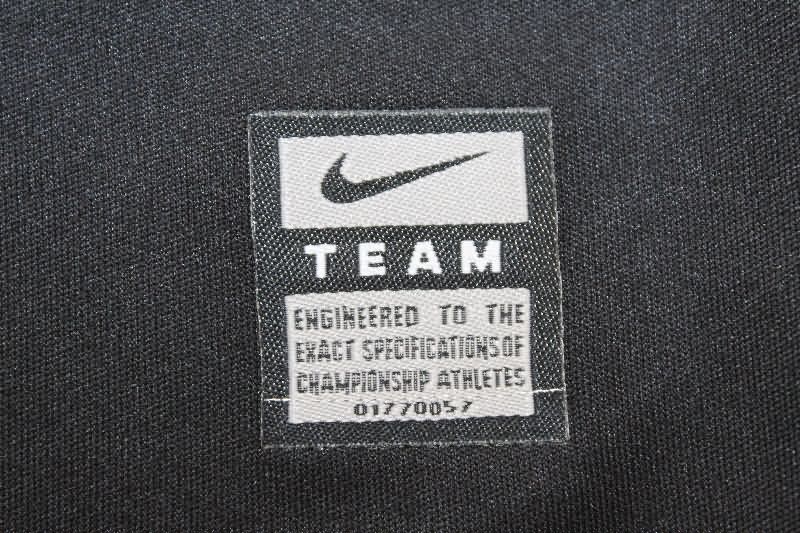 TEAM
ENGINEERED TO THE
EXACT SPECIFICATIONS OF
CHAMPIONSHIP ATHLETES
01770057